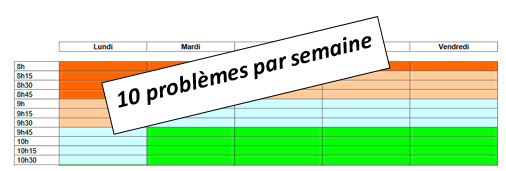 Lundi Mardi Vendredi
10 problèmes par semaine
8h
8h15
8h30
8h45
9h
9h15
9h30
9h45
10h
10h15
10h30